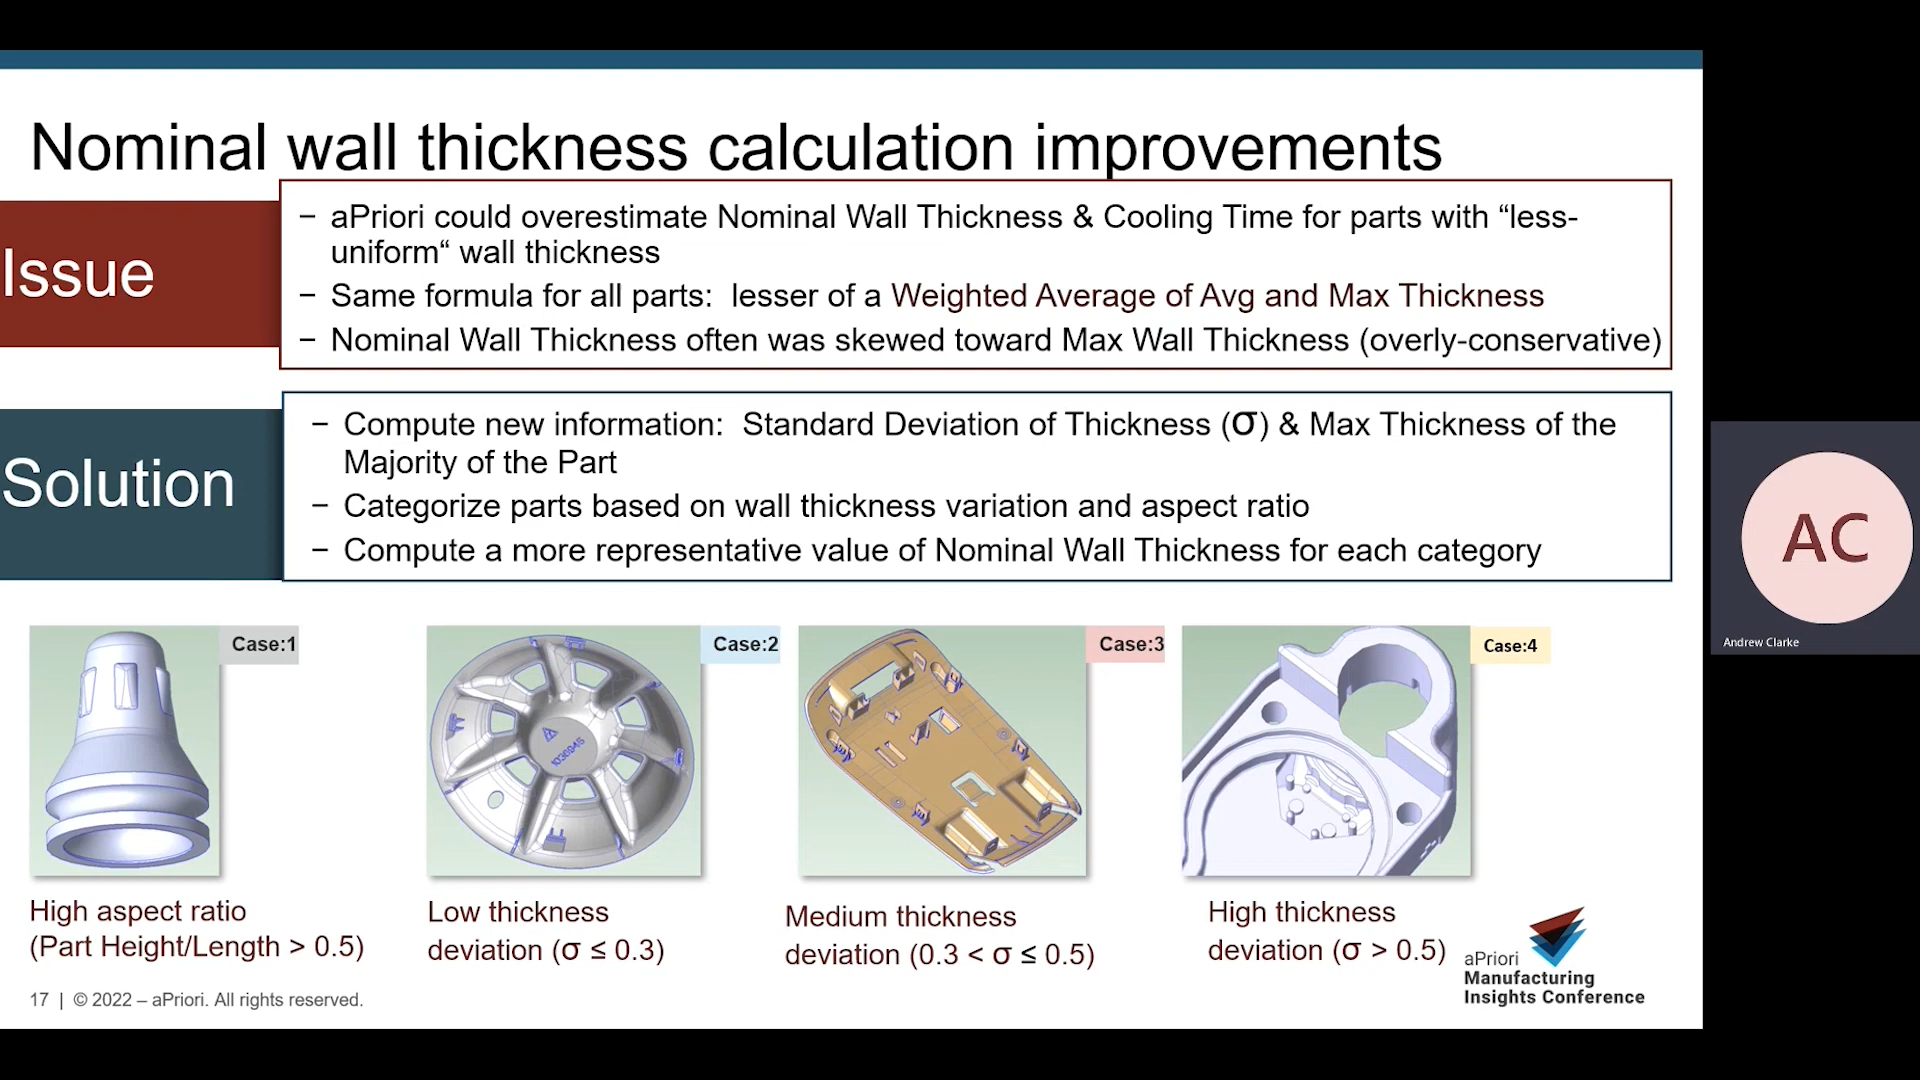 Nominal wall thickness calculation improvements
Issue
− aPriori could overestimate Nominal Wall Thickness & Cooling Time for parts with “less-
uniform“ wall thickness
− Same formula for all parts: lesser of a Weighted Average of Avg and Max Thickness
− Nominal Wall Thickness often was skewed toward Max Wall Thickness (overly-conservative)
Solution
− Compute new information: Standard Deviation of Thickness (σ) & Max Thickness of the
Majority of the Part
− Categorize parts based on wall thickness variation and aspect ratio
− Compute a more representative value of Nominal Wall Thickness for each category
AC
Andrew Clarke
Case:1
Case:2
Case:3
Case:4
1030945
High aspect ratio
(Part Height/Length > 0.5)
Low thickness
deviation (σ ≤ 0.3)
Medium thickness
deviation (0.3 < σ ≤ 0.5)
High thickness
deviation (σ > 0.5)
aPriori
Manufacturing
Insights Conference
17 | © 2022 – aPriori. All rights reserved.